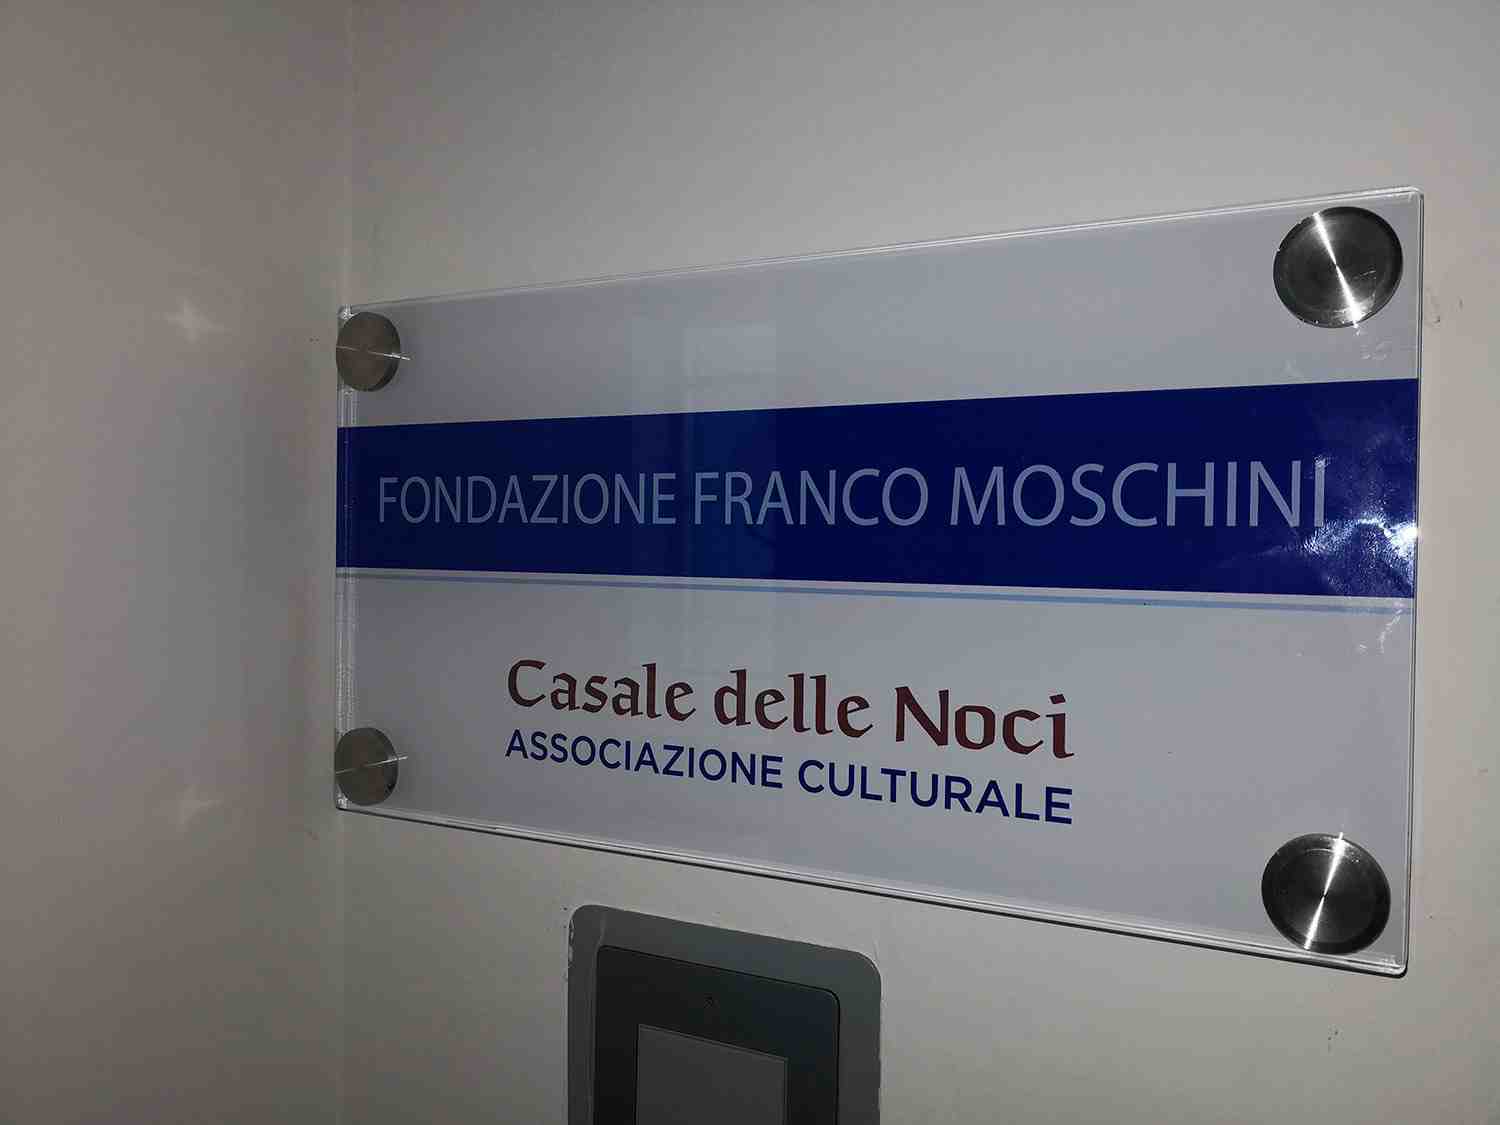 FONDAZIONE FRANCO MOSCHINI
Casale delle Noci
ASSOCIAZIONE CULTURALE